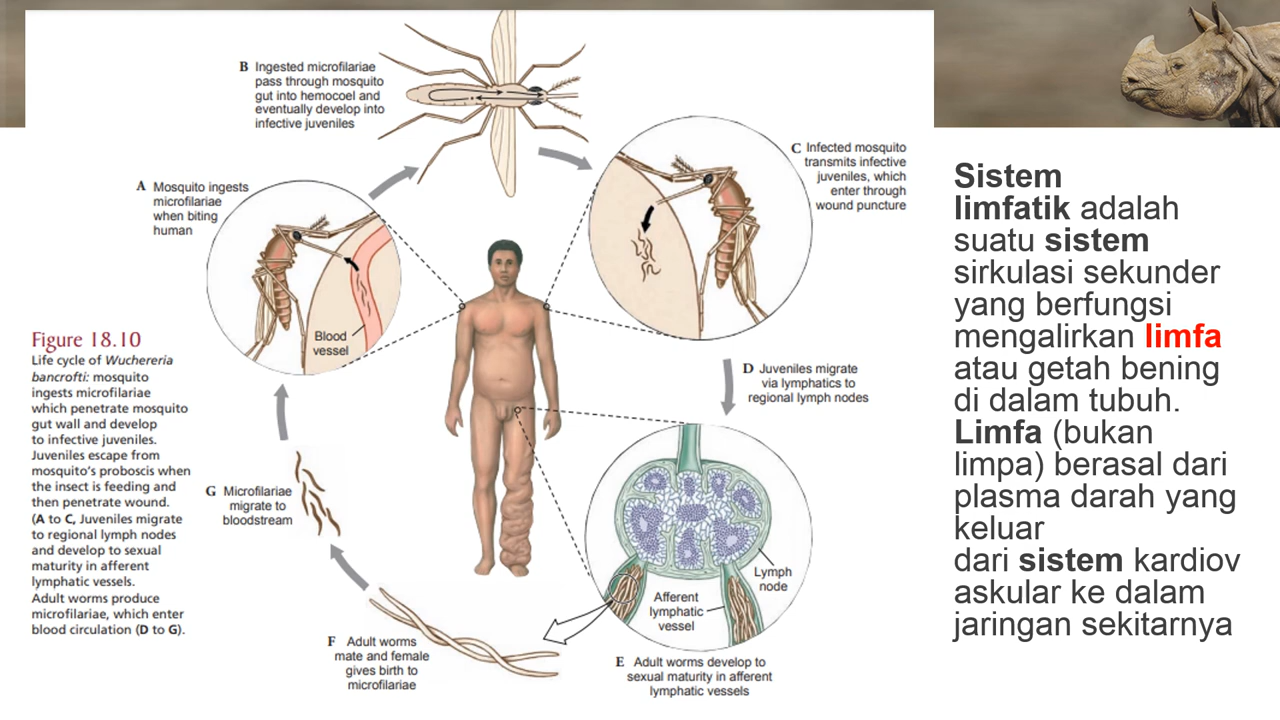 B Ingested microfilariae
pass through mosquito
gut into hemocoel and
eventually develop into
infective juveniles
C Infected mosquito
transmits infective
juveniles, which
enter through
wound puncture
A Mosquito ingests
microfilariae
when biting
human
Blood
vessel
D Juveniles migrate
via lymphatics to
regional lymph nodes
Lymph
node
Afferent
lymphatic
vessel
E Adult worms develop to
sexual maturity in afferent
lymphatic vessels
F Adult worms
mate and female
gives birth to
microfilariae
G Microfilariae
migrate to
bloodstream
Figure 18.10
Life cycle of Wuchereria
bancrofti: mosquito
ingests microfilariae
which penetrate mosquito
gut wall and develop
to infective juveniles.
Juveniles escape from
mosquito's proboscis when
the insect is feeding and
then penetrate wound.
(A to C, Juveniles migrate
to regional lymph nodes
and develop to sexual
maturity in afferent
lymphatic vessels.
Adult worms produce
microfilariae, which enter
blood circulation (D to G).
Sistem
limfatik adalah
suatu sistem
sirkulasi sekunder
yang berfungsi
mengalirkan limfa
atau getah bening
di dalam tubuh.
Limfa (bukan
limpa) berasal dari
plasma darah yang
keluar
dari sistem kardiov
askular ke dalam
jaringan sekitarnya